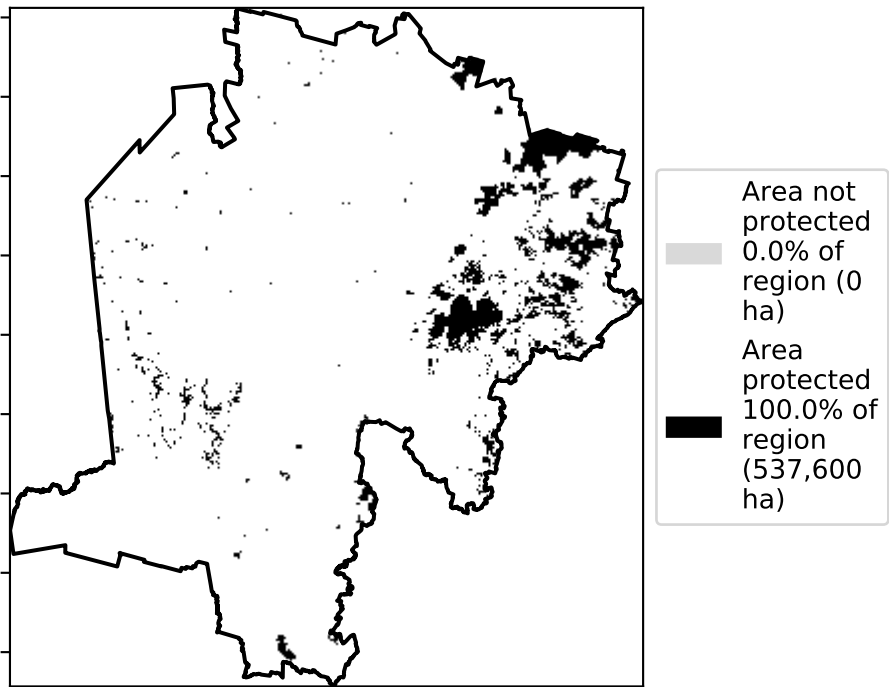 Area not
protected
0.0% of
region (0
ha)
Area
protected
100.0% of
region
(537,600
ha)